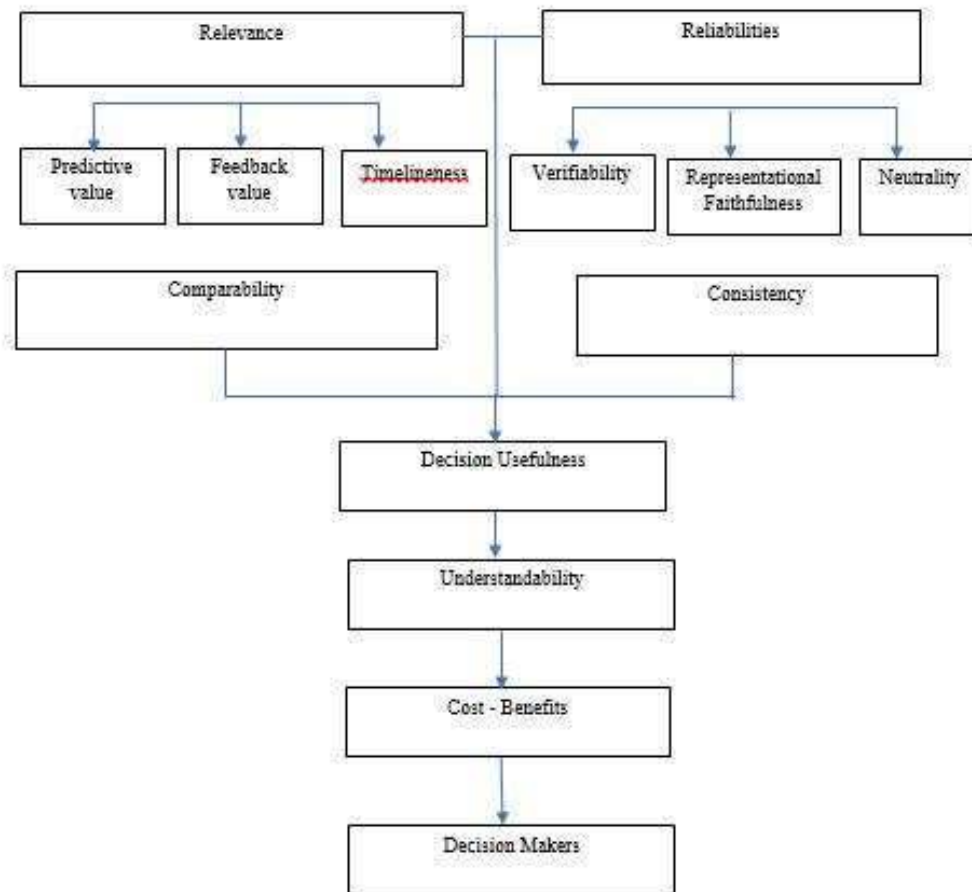 Relevance
Reliabilities
Predictive
value
Feedback
value
Timelineness
Verifiability
Representational
Faithfulness
Neutrality
Comparability
Consistency
Decision Usefulness
Understandability
Cost - Benefits
Decision Makers